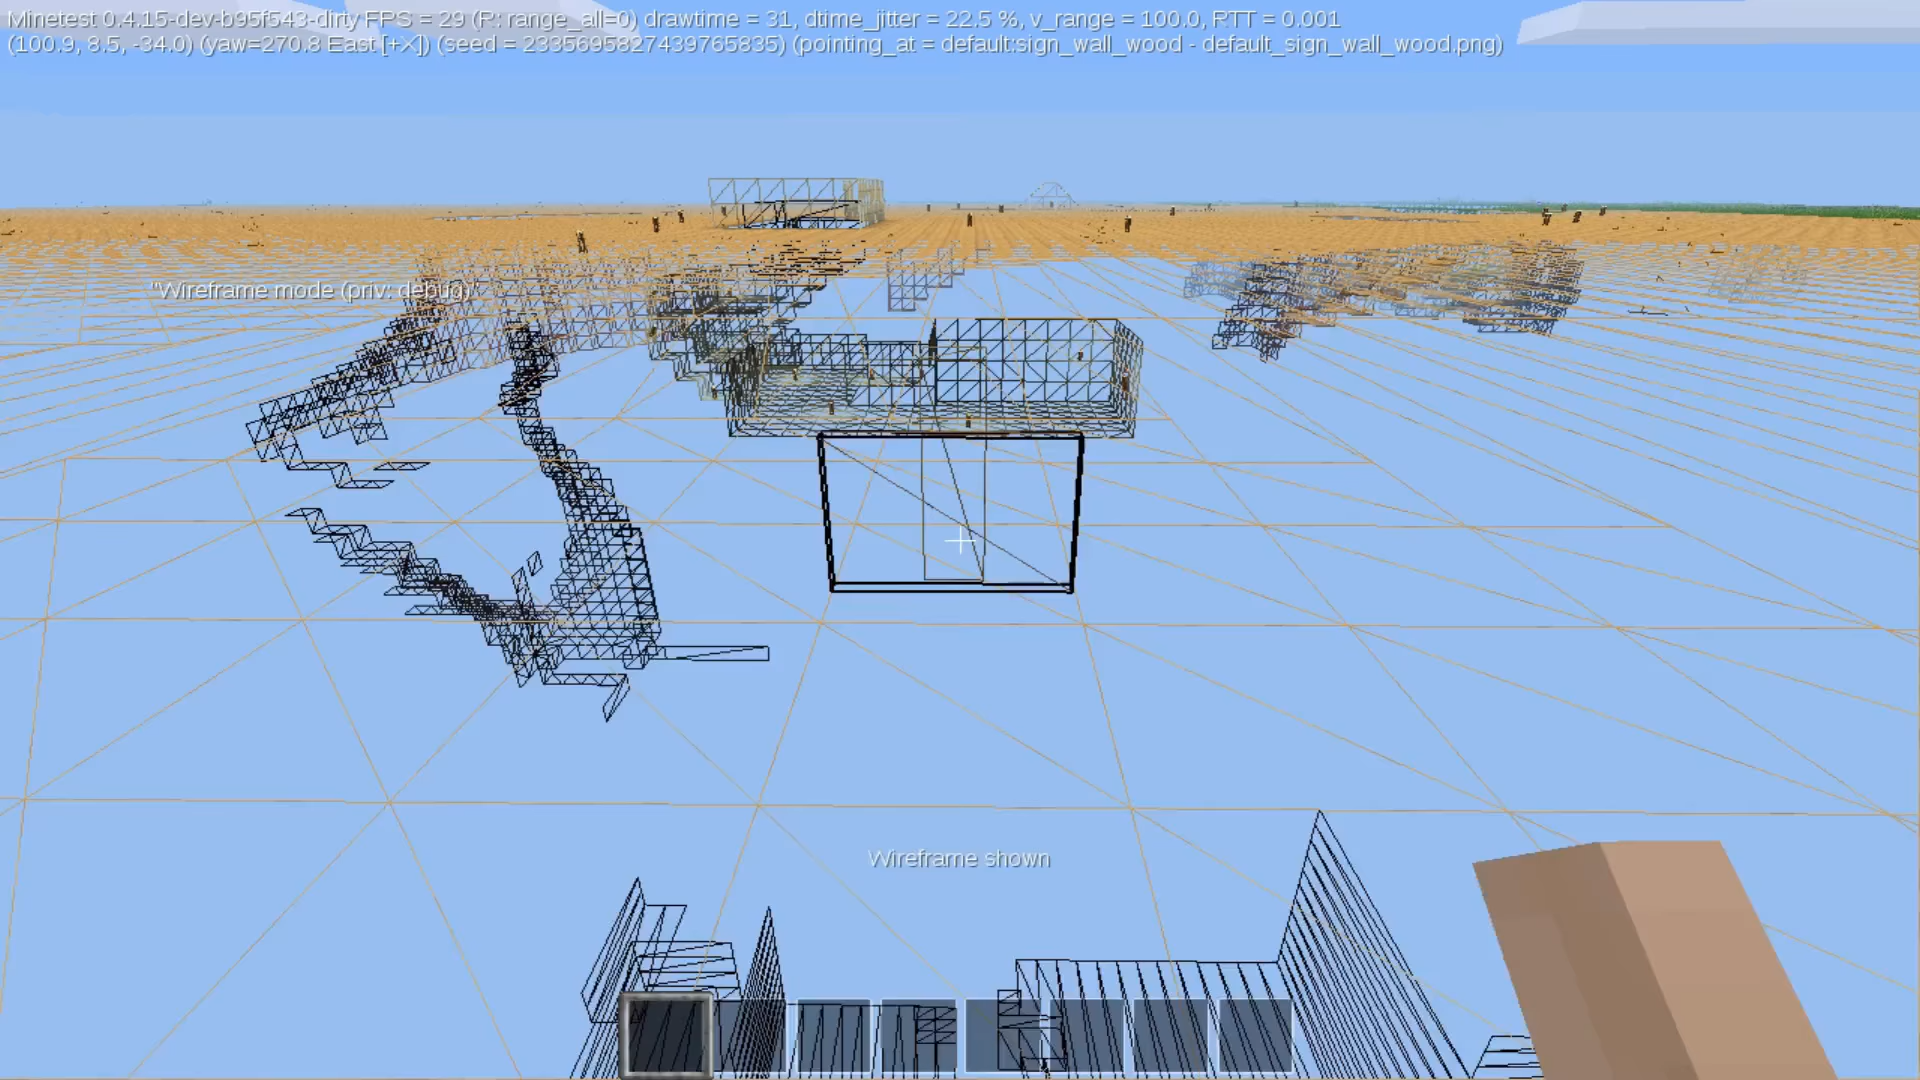 Minetest 0.4.15-dev-b95f543-dirty FPS = 29 (R: range_all=0) drawtime = 31, dtime_jitter = 22.5 %, v_range = 100.0, RTT = 0.001
(100.9, 8.5, -34.0) (yaw=270.8 East [+X]) (seed = 2335695827439765835) (pointing_at = default:sign_wall_wood - default_sign_wall_wood.png)
"Wireframe mode (priv: debug)"
Wireframe shown